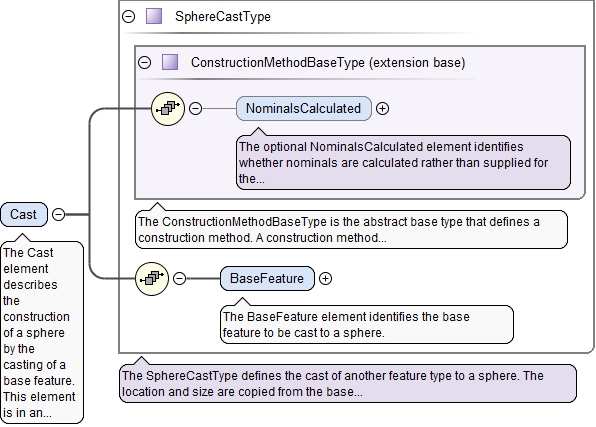 SphereCastType
ConstructionMethodBaseType (extension base)
NominalsCalculated
The optional NominalsCalculated element identifies
whether nominals are calculated rather than supplied for
the...
The ConstructionMethodBaseType is the abstract base type that defines a
construction method. A construction method...
Cast
The Cast
element
describes
the
construction
of a sphere
by the
casting of a
base feature.
This element
is in an...
BaseFeature
The BaseFeature element identifies the base
feature to be cast to a sphere.
The SphereCastType defines the cast of another feature type to a sphere. The
location and size are copied from the base...